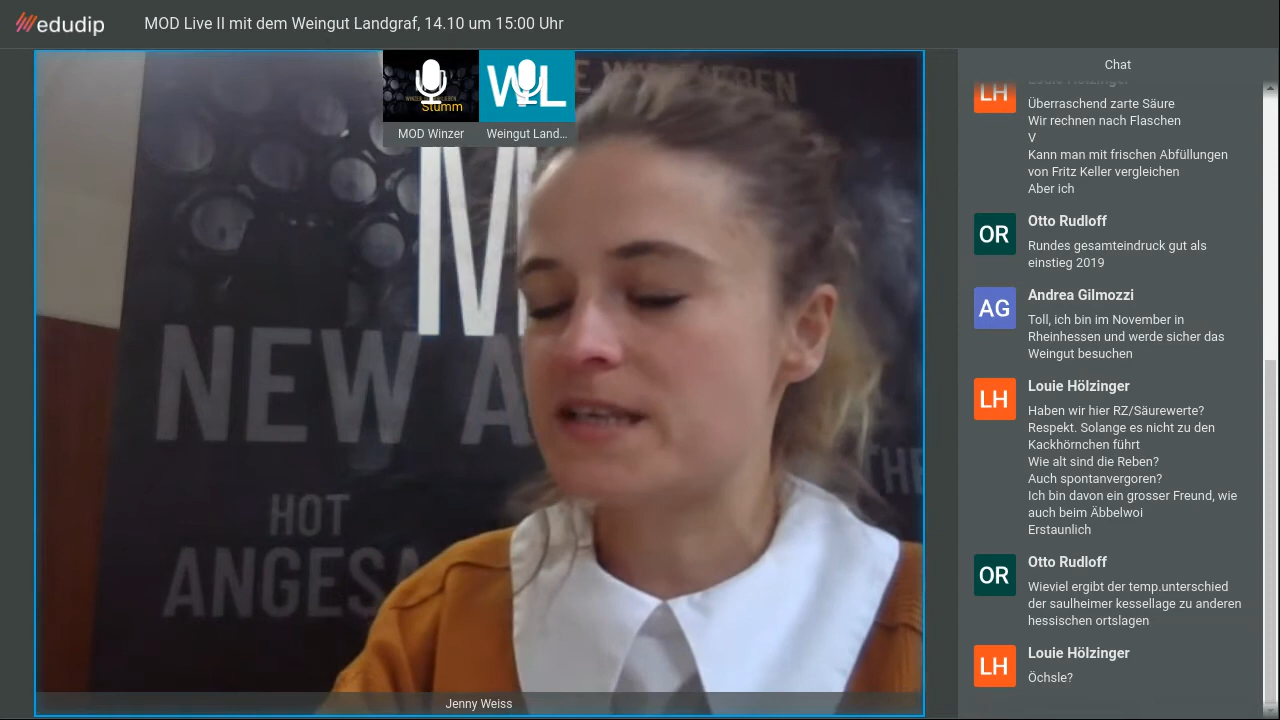 edudip
MOD Live II mit dem Weingut Landgraf, 14.10 um 15:00 Uhr
Stumm
MOD Winzer
WL
Weingut Land...
M
NEW A
HOT
ANGESA
THE
Jenny Weiss
Chat
Louie Hölzinger
LH
Überraschend zarte Säure
Wir rechnen nach Flaschen
V
Kann man mit frischen Abfüllungen
von Fritz Keller vergleichen
Aber ich
OR
Otto Rudloff
Rundes gesamteindruck gut als
einstieg 2019
AG
Andrea Gilmozzi
Toll, ich bin im November in
Rheinhessen und werde sicher das
Weingut besuchen
LH
Louie Hölzinger
Haben wir hier RZ/Säurewerte?
Respekt. Solange es nicht zu den
Kackhörnchen führt
Wie alt sind die Reben?
Auch spontanvergoren?
Ich bin davon ein grosser Freund, wie
auch beim Äbbelwoi
Erstaunlich
OR
Otto Rudloff
Wieviel ergibt der temp.unterschied
der saulheimer kessellage zu anderen
hessischen ortslagen
LH
Louie Hölzinger
Öchsle?